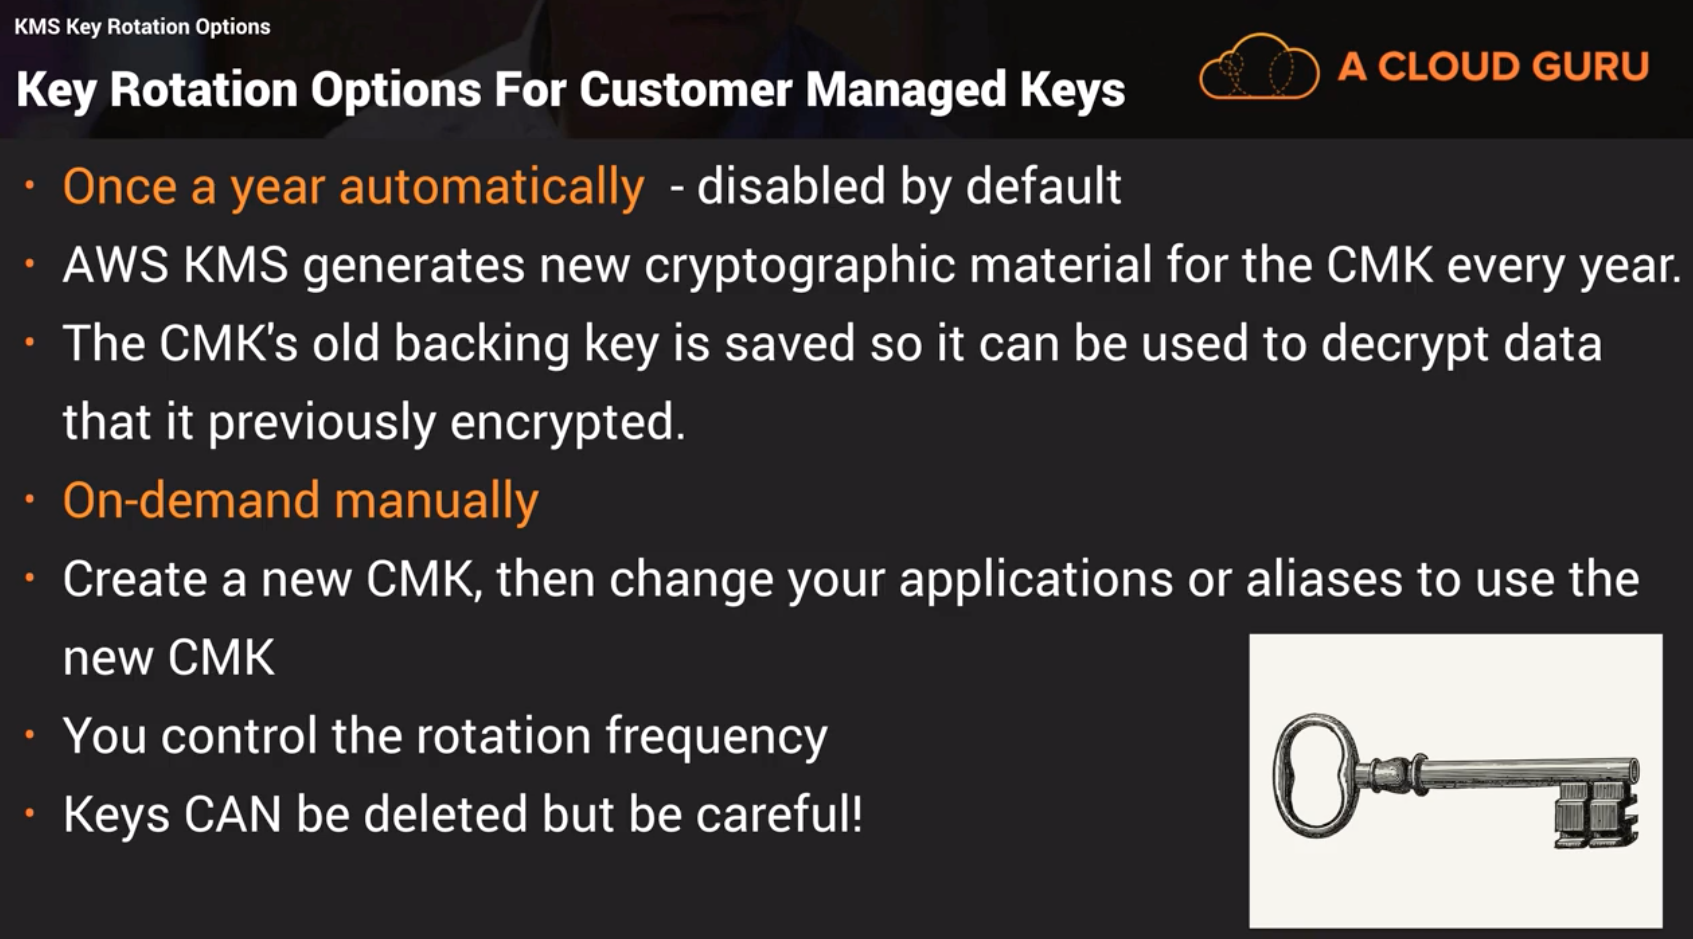 KMS Key Rotation Options
Key Rotation Options For Customer Managed Keys
A CLOUD GURU
• Once a year automatically - disabled by default
• AWS KMS generates new cryptographic material for the CMK every year.
• The CMK's old backing key is saved so it can be used to decrypt data
that it previously encrypted.
• On-demand manually
• Create a new CMK, then change your applications or aliases to use the
new CMK
• You control the rotation frequency
• Keys CAN be deleted but be careful!